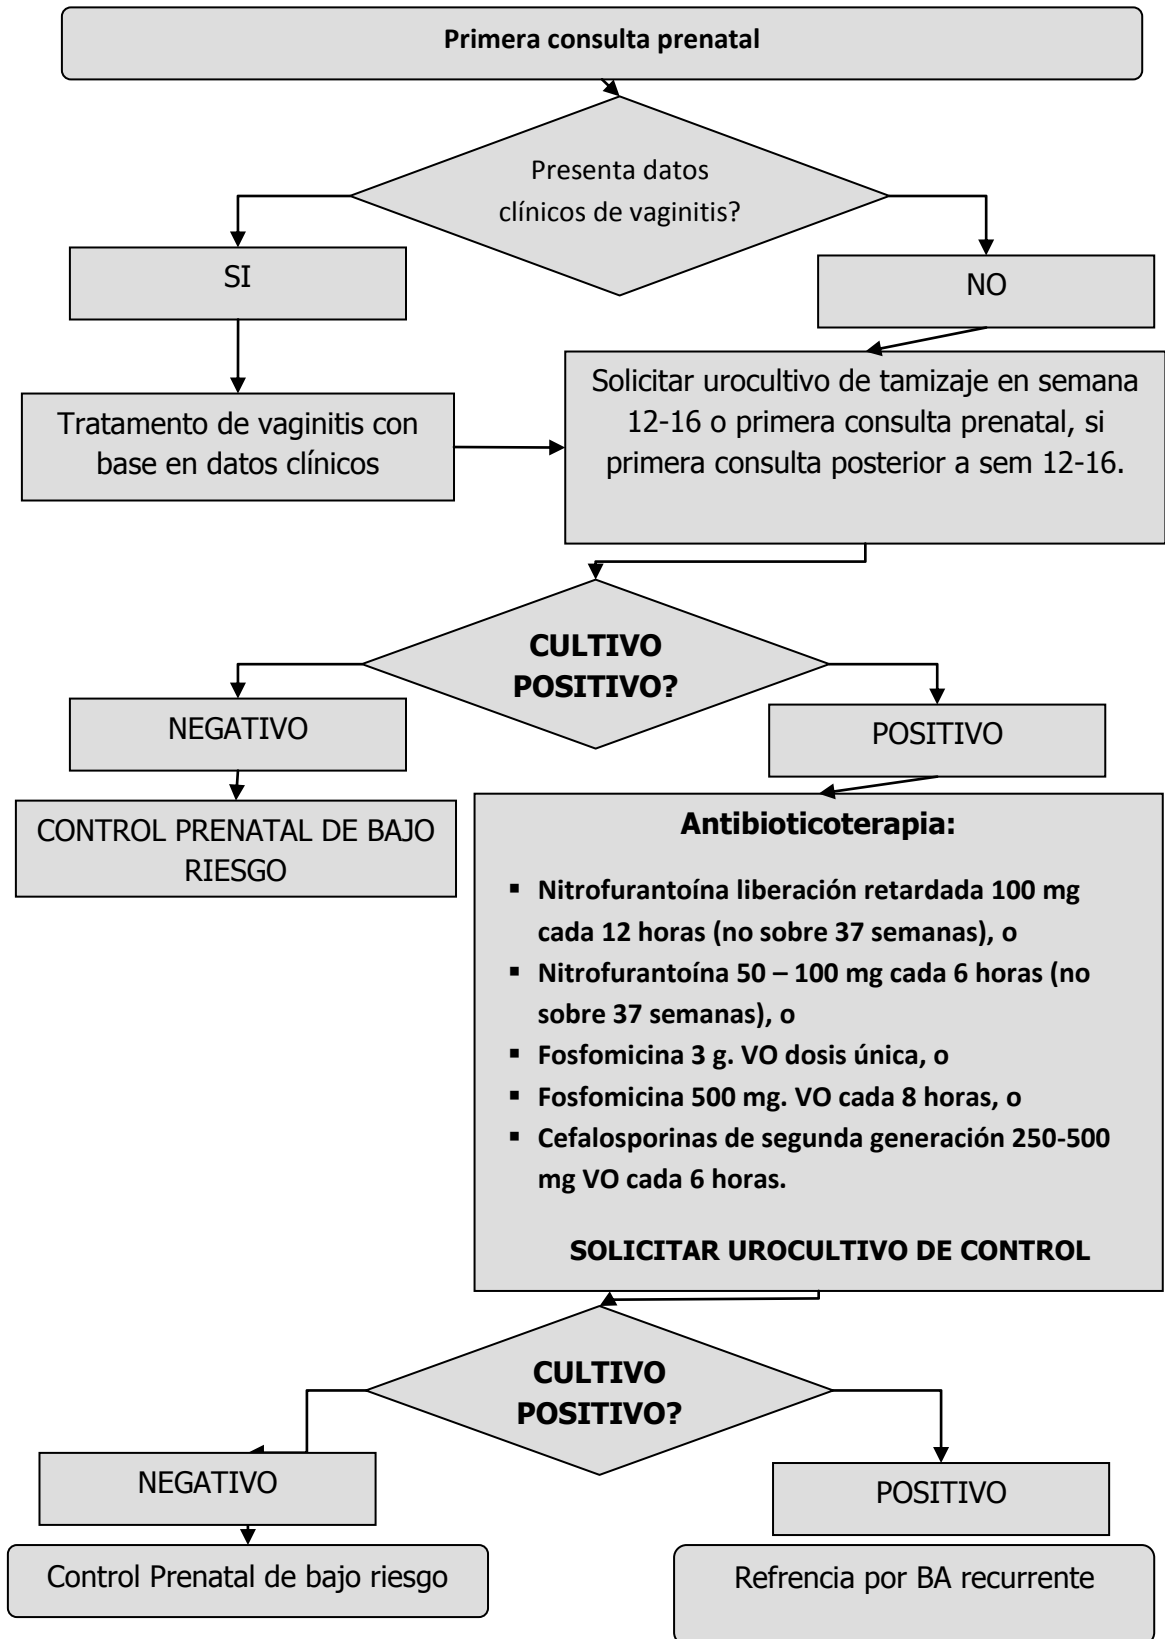 Primera consulta prenatal
Presenta datos
clínicos de vaginitis?
SI
NO
Tratamento de vaginitis con
base en datos clínicos
Solicitar urocultivo de tamizaje en semana
12-16 o primera consulta prenatal, si
primera consulta posterior a sem 12-16.
CULTIVO
POSITIVO?
NEGATIVO
POSITIVO
CONTROL PRENATAL DE BAJO
RIESGO
Antibioticoterapia:
▪ Nitrofurantoína liberación retardada 100 mg
cada 12 horas (no sobre 37 semanas), o
▪ Nitrofurantoína 50 – 100 mg cada 6 horas (no
sobre 37 semanas), o
▪ Fosfomicina 3 g. VO dosis única, o
▪ Fosfomicina 500 mg. VO cada 8 horas, o
▪ Cefalosporinas de segunda generación 250-500
mg VO cada 6 horas.
SOLICITAR UROCULTIVO DE CONTROL
CULTIVO
POSITIVO?
NEGATIVO
POSITIVO
Control Prenatal de bajo riesgo
Refrencia por BA recurrente